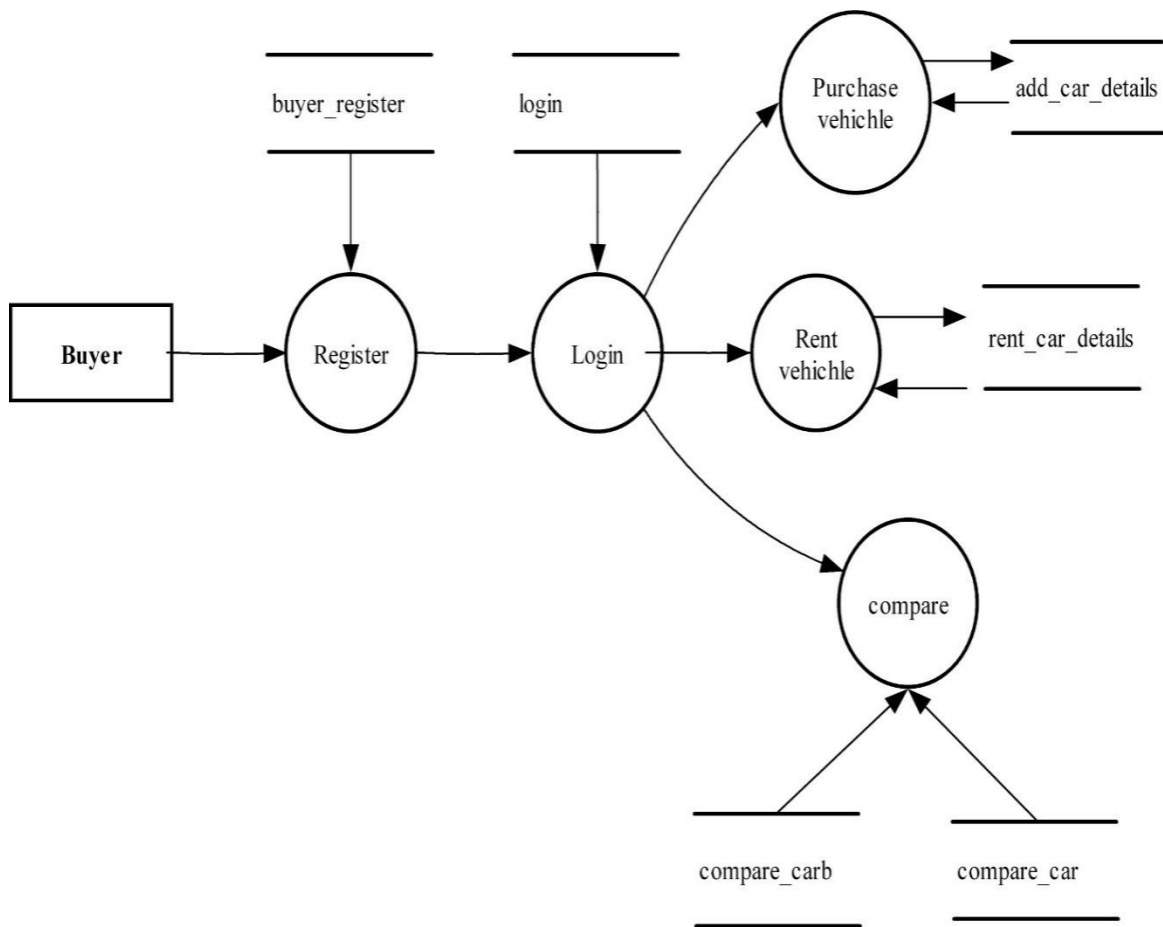 buyer_register
login
Purchase
vehichle
add_car_details
Buyer
Register
Login
Rent
vehichle
rent_car_details
compare
compare_carb
compare_car